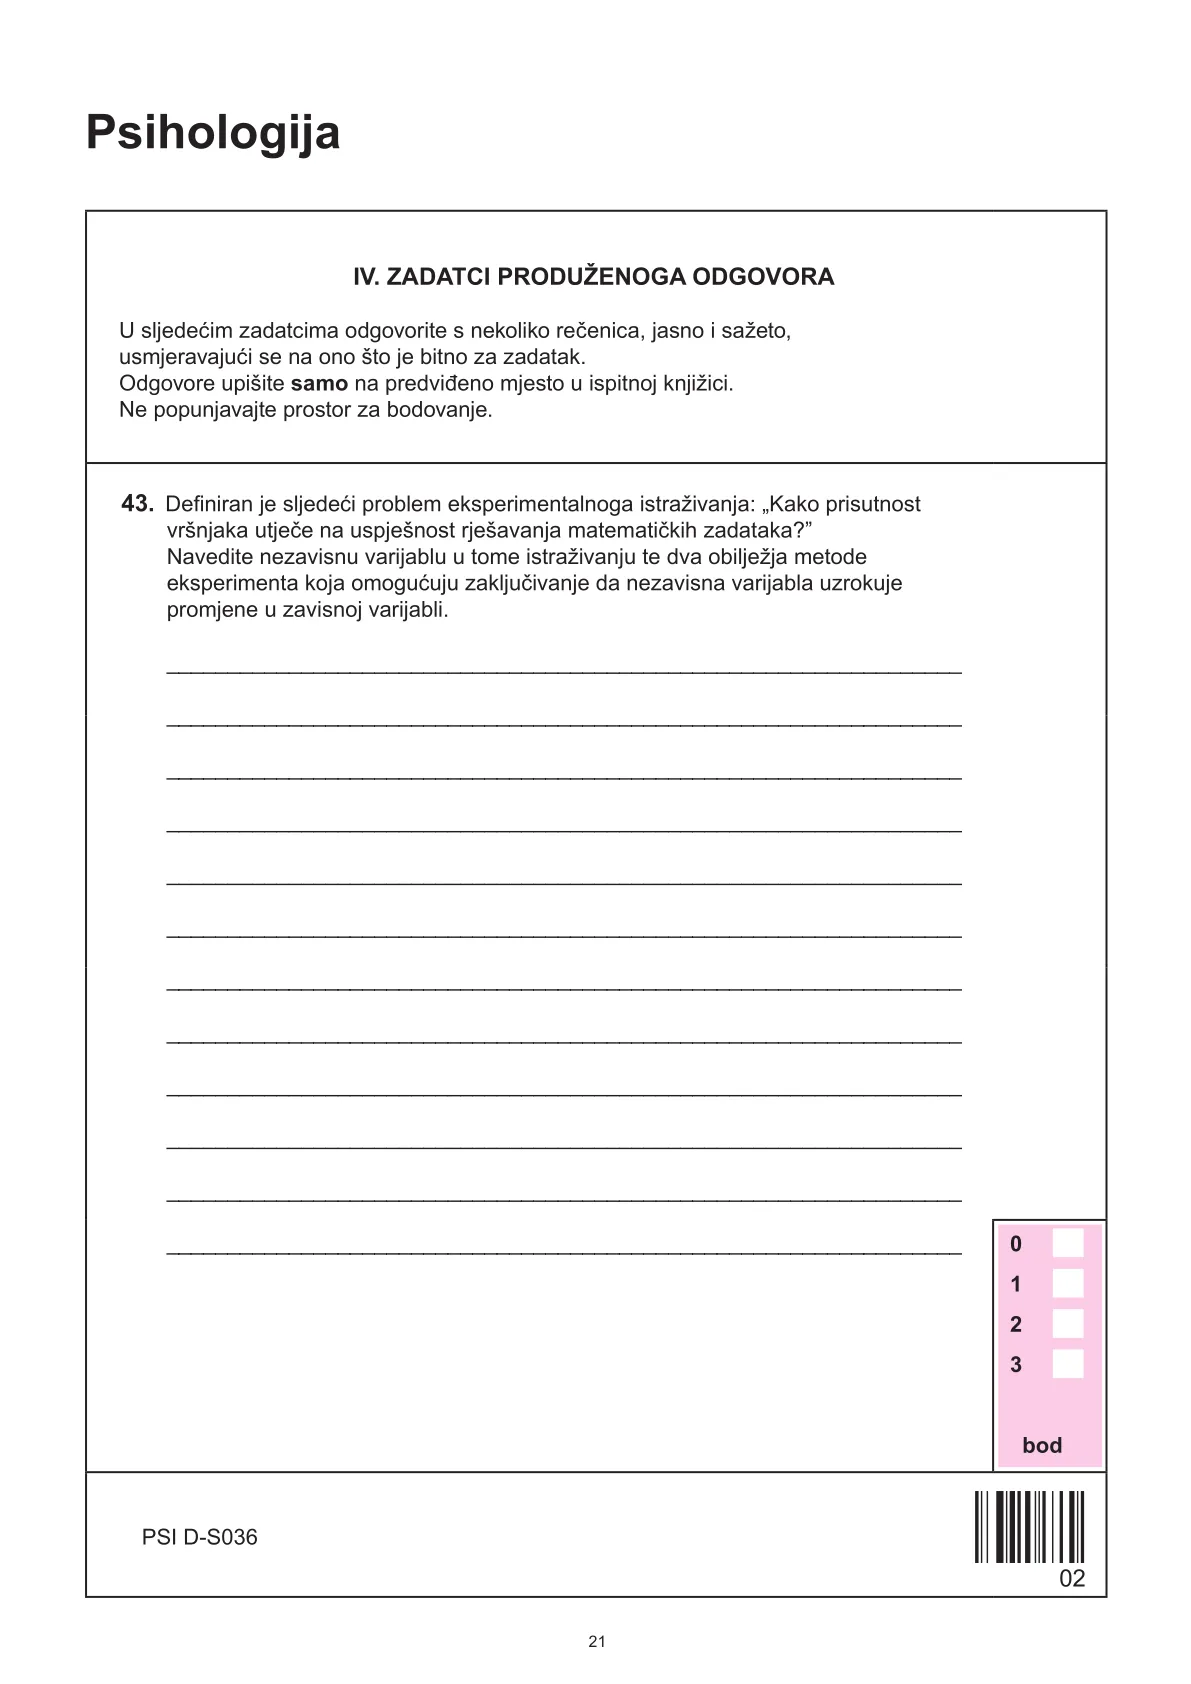 Psihologija
IV. ZADATCI PRODUŽENOGA ODGOVORA
U sljedećim zadatcima odgovorite s nekoliko rečenica, jasno i sažeto,
usmjeravajući se na ono što je bitno za zadatak.
Odgovore upišite samo na predviđeno mjesto u ispitnoj knjižici.
Ne popunjavajte prostor za bodovanje.
43. Definiran je sljedeći problem eksperimentalnoga istraživanja: „Kako prisutnost
vršnjaka utječe na uspješnost rješavanja matematičkih zadataka?”
Navedite nezavisnu varijablu u tome istraživanju te dva obilježja metode
eksperimenta koja omogućuju zaključivanje da nezavisna varijabla uzrokuje
promjene u zavisnoj varijabli.
0
1
2
3
bod
PSI D-S036
02
21